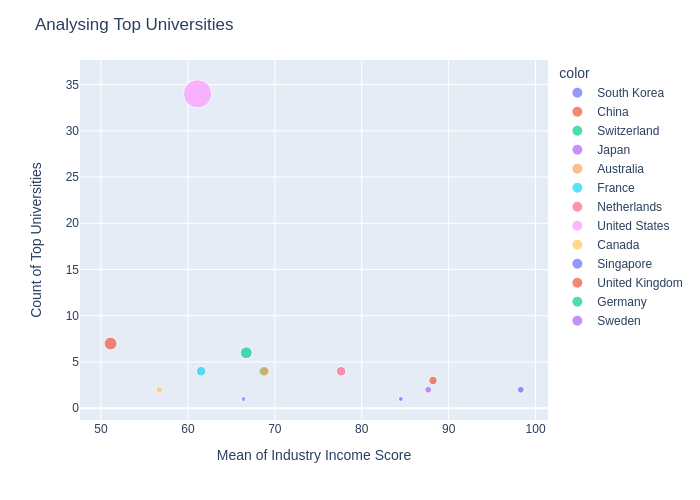 Analysing Top Universities
color
South Korea
China
Switzerland
Japan
Australia
France
Netherlands
United States
Canada
Singapore
United Kingdom
Germany
Sweden
Count of Top Universities
35
30
25
20
15
10
5
0
50 60 70 80 90 100
Mean of Industry Income Score